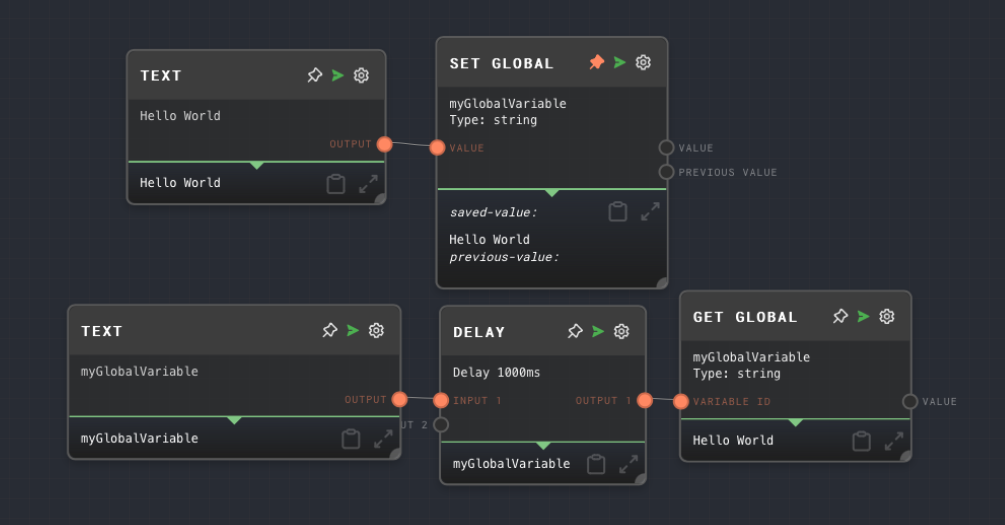 TEXT
Hello World
OUTPUT
Hello World
SET GLOBAL
myGlobalVariable
Type: string
VALUE
VALUE
PREVIOUS VALUE
saved-value:
Hello World
previous-value:
TEXT
myGlobalVariable
OUTPUT
myGlobalVariable
DELAY
Delay 1000ms
INPUT 1
OUTPUT 1
UT 2
myGlobalVariable
GET GLOBAL
myGlobalVariable
Type: string
VARIABLE ID
VALUE
Hello World